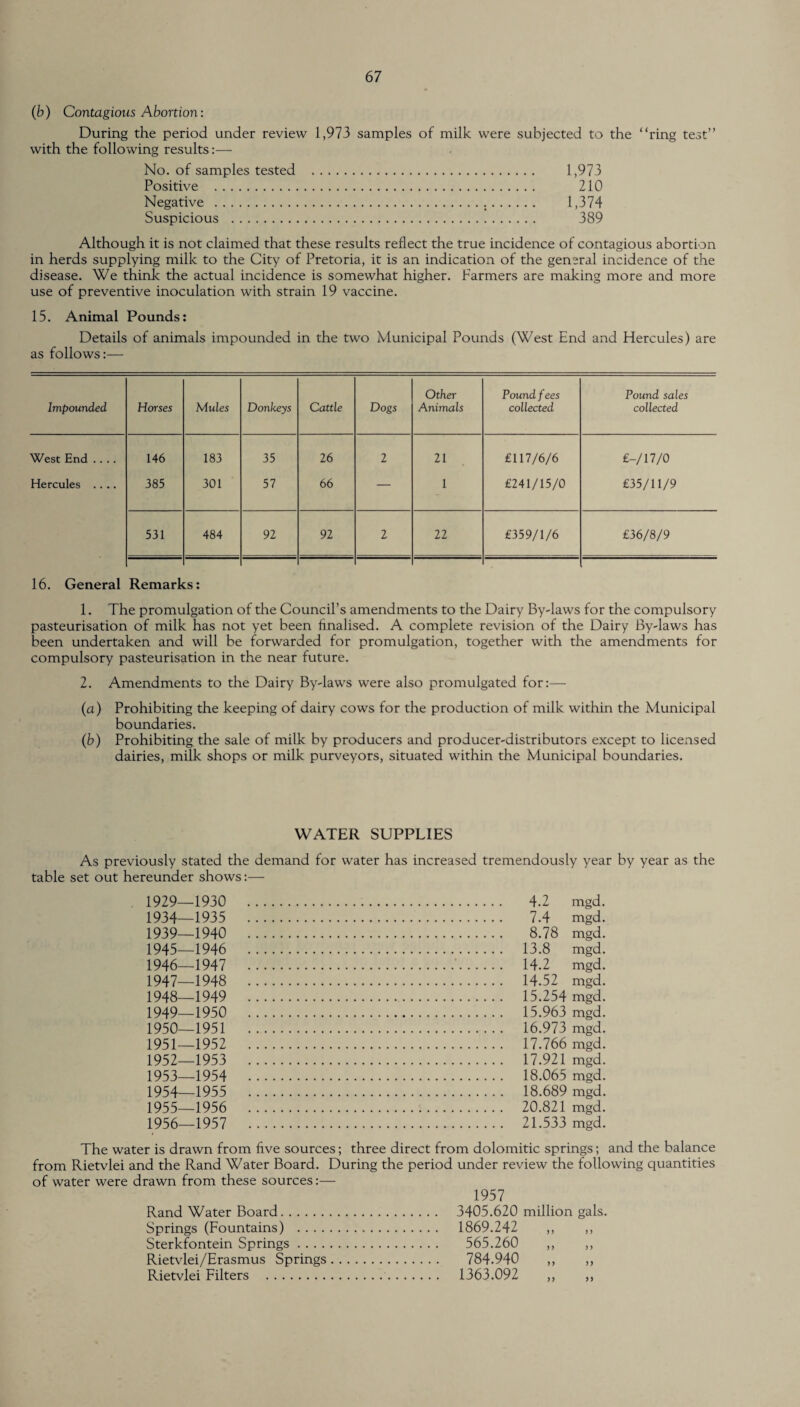 67
(b) Contagious Abortion:
During the period under review 1,973 samples of milk were subjected to the “ring test”
with the following results:—
No. of samples tested .............................. 1,973
Positive .............................. 210
Negative .............................. 1,374
Suspicious .............................. 389
Although it is not claimed that these results reflect the true incidence of contagious abortion
in herds supplying milk to the City of Pretoria, it is an indication of the general incidence of the
disease. We think the actual incidence is somewhat higher. Farmers are making more and more
use of preventive inoculation with strain 19 vaccine.
15. Animal Pounds:
Details of animals impounded in the two Municipal Pounds (West End and Hercules) are
as follows:—
Impounded Horses Mules Donkeys Cattle Dogs Other Animals Pound fees collected Pound sales collected
West End .... 146 183 35 26 2 21 £117/6/6 £-/17/0
Hercules .... 385 301 57 66 — 1 £241/15/0 £35/11/9
531 484 92 92 2 22 £359/1/6 £36/8/9
16. General Remarks:
1. The promulgation of the Council’s amendments to the Dairy By-laws for the compulsory
pasteurisation of milk has not yet been finalised. A complete revision of the Dairy By-laws has
been undertaken and will be forwarded for promulgation, together with the amendments for
compulsory pasteurisation in the near future.
2. Amendments to the Dairy By-laws were also promulgated for:—
(a) Prohibiting the keeping of dairy cows for the production of milk within the Municipal
boundaries.
(b) Prohibiting the sale of milk by producers and producer-distributors except to licensed
dairies, milk shops or milk purveyors, situated within the Municipal boundaries.
WATER SUPPLIES
As previously stated the demand for water has increased tremendously year by year as the
table set out hereunder shows:—
1929—1930 .............................. 4.2 mgd.
1934—1935 .............................. 7.4 mgd.
1939—1940 .............................. 8.78 mgd.
1945—1946 .............................. 13.8 mgd.
1946—1947 .............................. 14.2 mgd.
1947—1948 .............................. 14.52 mgd.
1948—1949 .............................. 15.254 mgd.
1949—1950 .............................. 15.963 mgd.
1950—1951 .............................. 16.973 mgd.
1951—1952 .............................. 17.766 mgd.
1952—1953 .............................. 17.921 mgd.
1953—1954 .............................. 18.065 mgd.
1954—1955 .............................. 18.689 mgd.
1955—1956 .............................. 20.821 mgd.
1956—1957 .............................. 21.533 mgd.
The water is drawn from five sources; three direct from dolomitic springs; and the balance
from Rietvlei and the Rand Water Board. During the period under review the following quantities
of water were drawn from these sources:—
1957
Rand Water Board.................... 3405.620 million gals.
Springs (Fountains) .................... 1869.242 ,, ,,
Sterkfontein Springs .................... 565.260 ,, ,,
Rietvlei/Erasmus Springs.................... 784.940 ,, ,,
Rietvlei Filters .................... 1363.092 ,, ,,